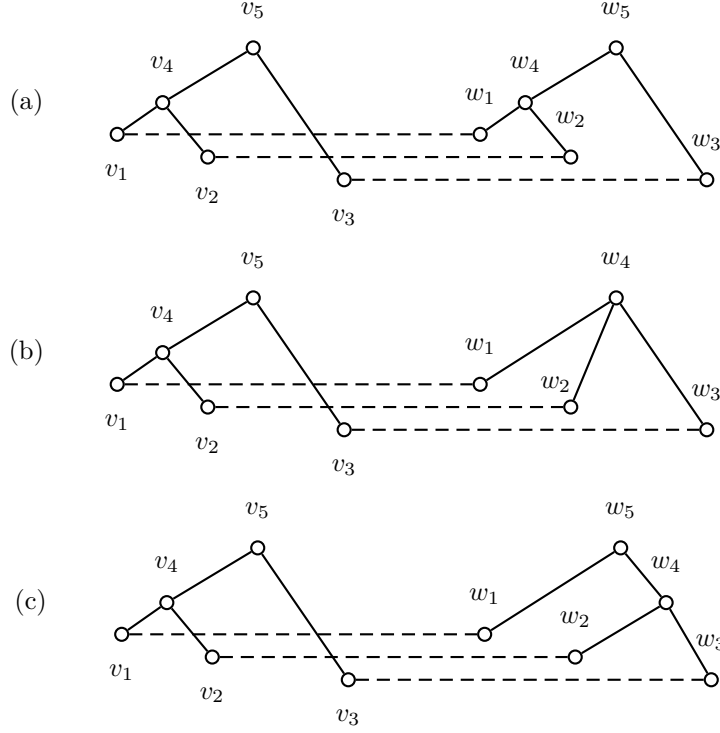 v₅ w₅
v₄ w₄
(a) w₁ w₂
v₁ v₂ w₃
v₃
v₅ w₄
v₄ w₁
(b) w₂ w₃
v₁ v₂ v₃
v₅ w₅
v₄ w₄
(c) w₁ w₂
v₁ v₂ w₃
v₃